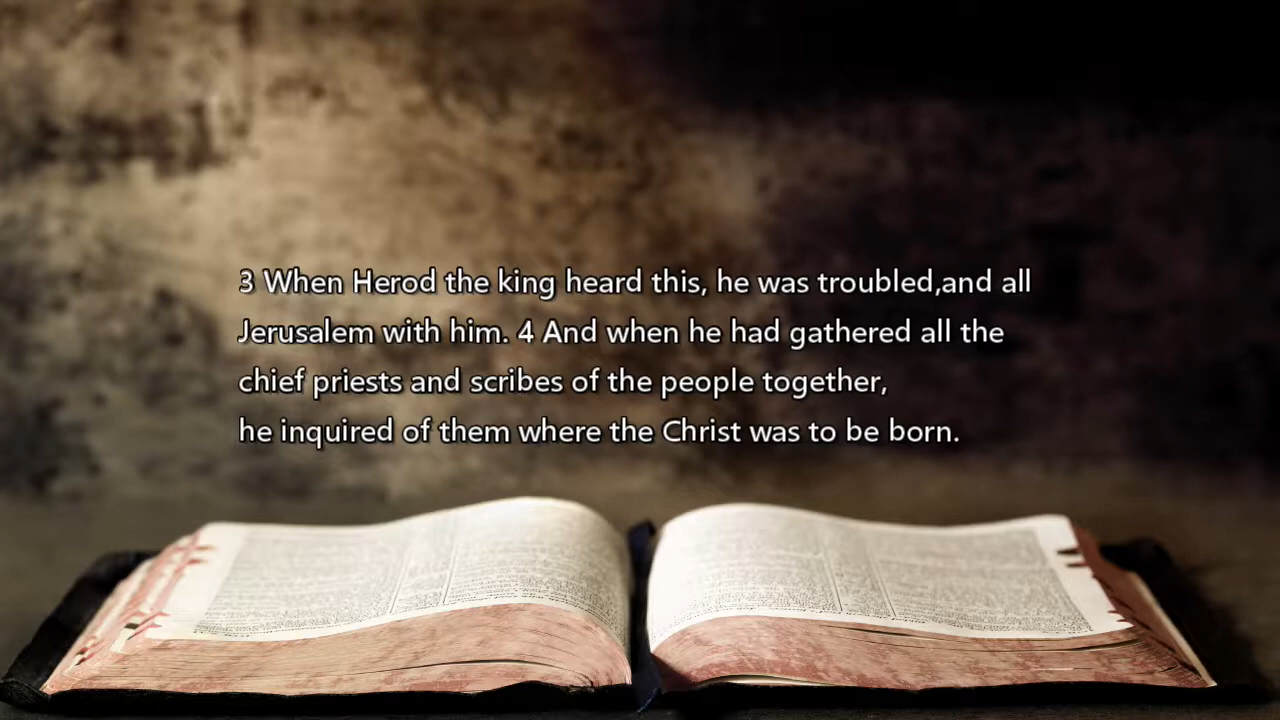 3 When Herod the king heard this, he was troubled,and all
Jerusalem with him. 4 And when he had gathered all the
chief priests and scribes of the people together,
he inquired of them where the Christ was to be born.